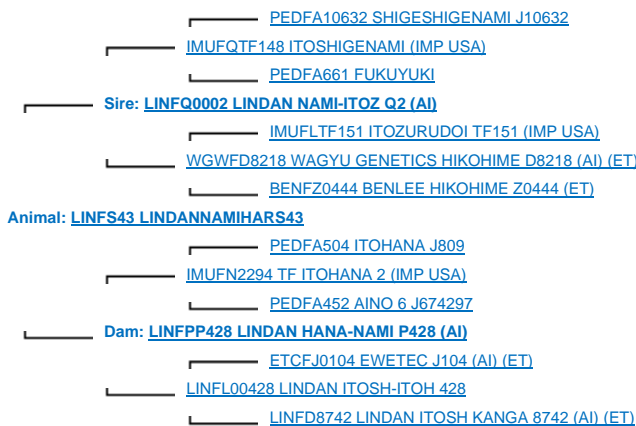 PEDFA10632 SHIGESHIGENAMI J10632
IMUFQTF148 ITOSHIGENAMI (IMP USA)
PEDFA661 FUKUYUKI
Sire: LINFQ0002 LINDAN NAMI-ITOZ Q2 (AI)
IMUFLTF151 ITOZURUDOI TF151 (IMP USA)
WGWFD8218 WAGYU GENETICS HIKOHIME D8218 (AI) (ET)
BENFZ0444 BENLEE HIKOHIME Z0444 (ET)
Animal: LINFS43 LINDANNAMIHARS43
PEDFA504 ITOHANA J809
IMUFN2294 TF ITOHANA 2 (IMP USA)
PEDFA452 AINO 6 J674297
Dam: LINFPP428 LINDAN HANA-NAMI P428 (AI)
ETCFJ0104 EWETEC J104 (AI) (ET)
LINFL00428 LINDAN ITOSH-ITOH 428
LINFD8742 LINDAN ITOSH KANGA 8742 (AI) (ET)